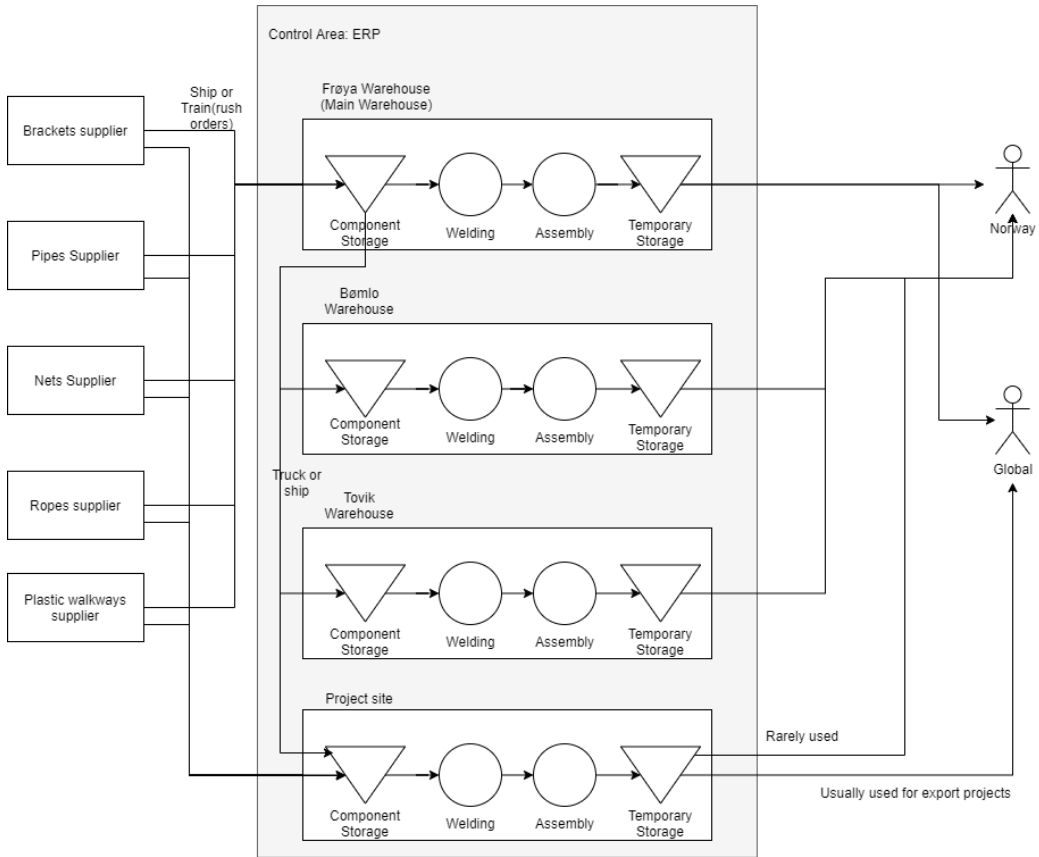 Control Area: ERP
Ship or
Train(rush
orders)
Brackets supplier
Pipes Supplier
Nets Supplier
Ropes supplier
Plastic walkways
supplier
Frøya Warehouse
(Main Warehouse)
Component
Storage
Welding
Assembly
Temporary
Storage
Bømlo
Warehouse
Component
Storage
Welding
Assembly
Temporary
Storage
Truck or
ship
Tovik
Warehouse
Component
Storage
Welding
Assembly
Temporary
Storage
Project site
Component
Storage
Welding
Assembly
Temporary
Storage
Norway
Global
Rarely used
Usually used for export projects